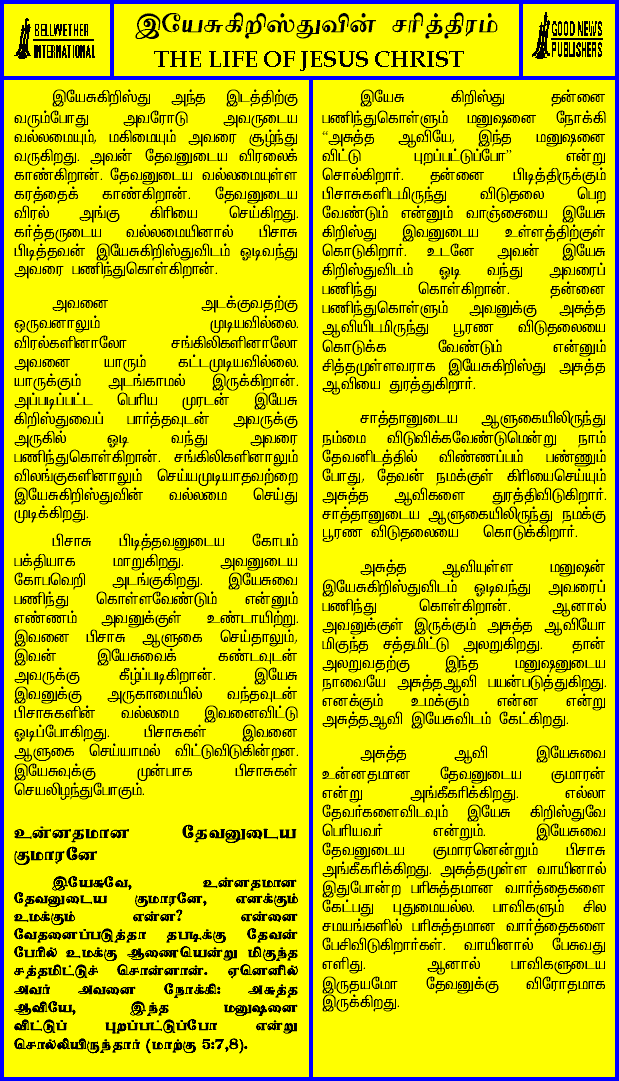 BELLWETHER
INTERNATIONAL
இயேசுகிறிஸ்துவின் சரித்திரம்
THE LIFE OF JESUS CHRIST
GOOD NEWS
PUBLISHERS
இயேசுகிறிஸ்து அந்த இடத்திற்கு
வரும்போது அவரோடு அவருடைய
வல்லமையும், மகிமையும் அவரை சூழ்ந்து
வருகிறது. அவன் தேவனுடைய விரலைக்
காண்கிறான். தேவனுடைய வல்லமையுள்ள
கரத்தைக் காண்கிறான். தேவனுடைய
விரல் அங்கு கிரியை செய்கிறது.
கர்த்தருடைய வல்லமையினால் பிசாசு
பிடித்தவன் இயேசுகிறிஸ்துவிடம் ஓடிவந்து
அவரை பணிந்துகொள்கிறான்.
அவனை அடக்குவதற்கு
ஒருவனாலும் முடியவில்லை.
விரல்களினாலோ சங்கிலிகளினாலோ
அவனை யாரும் கட்டமுடியவில்லை.
யாருக்கும் அடங்காமல் இருக்கிறான்.
அப்படிப்பட்ட பெரிய முரடன் இயேசு
கிறிஸ்துவைப் பார்த்தவுடன் அவருக்கு
அருகில் ஓடி வந்து அவரை
பணிந்துகொள்கிறான். சங்கிலிகளினாலும்
விலங்குகளினாலும் செய்யமுடியாதவற்றை
இயேசுகிறிஸ்துவின் வல்லமை செய்து
முடிக்கிறது.
பிசாசு பிடித்தவனுடைய கோபம்
பக்தியாக மாறுகிறது. அவனுடைய
கோபவெறி அடங்குகிறது. இயேசுவை
பணிந்து கொள்ளவேண்டும் என்னும்
எண்ணம் அவனுக்குள் உண்டாயிற்று.
இவனை பிசாசு ஆளுகை செய்தாலும்,
இவன் இயேசுவைக் கண்டவுடன்
அவருக்கு கீழ்ப்படிகிறான். இயேசு
இவனுக்கு அருகாமையில் வந்தவுடன்
பிசாசுகளின் வல்லமை இவனைவிட்டு
ஓடிப்போகிறது. பிசாசுகள் இவனை
ஆளுகை செய்யாமல் விட்டுவிடுகின்றன.
இயேசுவுக்கு முன்பாக பிசாசுகள்
செயலிழந்துபோகும்.
உன்னதமான தேவனுடைய
குமாரனே
இயேசுவே, உன்னதமான
தேவனுடைய குமாரனே, எனக்கும்
உமக்கும் என்ன? என்னை
வேதனைப்படுத்தா தபடிக்கு தேவன்
பேரில் உமக்கு ஆணையென்று மிகுந்த
சத்தமிட்டுச் சொன்னான். ஏனெனில்
அவர் அவனை நோக்கி: அசுத்த
ஆவியே, இந்த மனுஷனை
விட்டுப் புறப்பட்டுப்போ என்று
சொல்லியிருந்தார் (மாற்கு 5:7,8).
இயேசு கிறிஸ்து தன்னை
பணிந்துகொள்ளும் மனுஷனை நோக்கி
“அசுத்த ஆவியே, இந்த மனுஷனை
விட்டு புறப்பட்டுப்போ” என்று
சொல்கிறார். தன்னை பிடித்திருக்கும்
பிசாசுகளிடமிருந்து விடுதலை பெற
வேண்டும் என்னும் வாஞ்சையை இயேசு
கிறிஸ்து இவனுடைய உள்ளத்திற்குள்
கொடுகிறார். உடனே அவன் இயேசு
கிறிஸ்துவிடம் ஓடி வந்து அவரைப்
பணிந்து கொள்கிறான். தன்னை
பணிந்துகொள்ளும் அவனுக்கு அசுத்த
ஆவியிடமிருந்து பூரண விடுதலையை
கொடுக்க வேண்டும் என்னும்
சித்தமுள்ளவராக இயேசுகிறிஸ்து அசுத்த
ஆவியை துரத்துகிறார்.
சாத்தானுடைய ஆளுகையிலிருந்து
நம்மை விடுவிக்கவேண்டுமென்று நாம்
தேவனிடத்தில் விண்ணப்பம் பண்ணும்
போது, தேவன் நமக்குள் கிரியைசெய்யும்
அசுத்த ஆவிகளை துரத்திவிடுகிறார்.
சாத்தானுடைய ஆளுகையிலிருந்து நமக்கு
பூரண விடுதலையை கொடுக்கிறார்.
அசுத்த ஆவியுள்ள மனுஷன்
இயேசுகிறிஸ்துவிடம் ஓடிவந்து அவரைப்
பணிந்து கொள்கிறான். ஆனால்
அவனுக்குள் இருக்கும் அசுத்த ஆவியோ
மிகுந்த சத்தமிட்டு அலறுகிறது. தான்
அலறுவதற்கு இந்த மனுஷனுடைய
நாவையே அசுத்தஆவி பயன்படுத்துகிறது.
எனக்கும் உமக்கும் என்ன என்று
அசுத்தஆவி இயேசுவிடம் கேட்கிறது.
அசுத்த ஆவி இயேசுவை
உன்னதமான தேவனுடைய குமாரன்
என்று அங்கீகரிக்கிறது. எல்லா
தேவர்களைவிடவும் இயேசு கிறிஸ்துவே
பெரியவர் என்றும். இயேசுவை
தேவனுடைய குமாரனென்றும் பிசாசு
அங்கீகரிக்கிறது. அசுத்தமுள்ள வாயினால்
இதுபோன்ற பரிசுத்தமான வார்த்தைகளை
கேட்பது புதுமையல்ல. பாவிகளும் சில
சமயங்களில் பரிசுத்தமான வார்த்தைகளை
பேசிவிடுகிறார்கள். வாயினால் பேசுவது
எளிது. ஆனால் பாவிகளுடைய
இருதயமோ தேவனுக்கு விரோதமாக
இருக்கிறது.